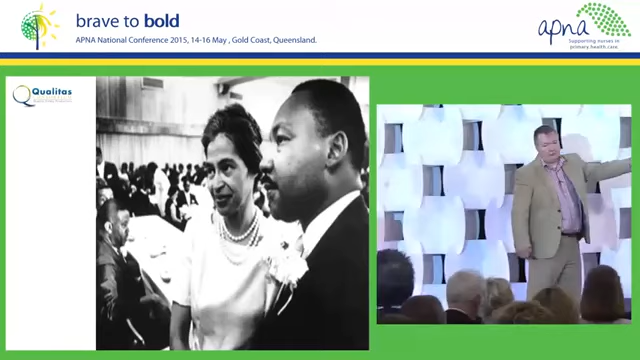 brave to bold
APNA National Conference 2015, 14-16 May , Gold Coast, Queensland.
apna
Supporting nurses in
primary health care
Qualitas